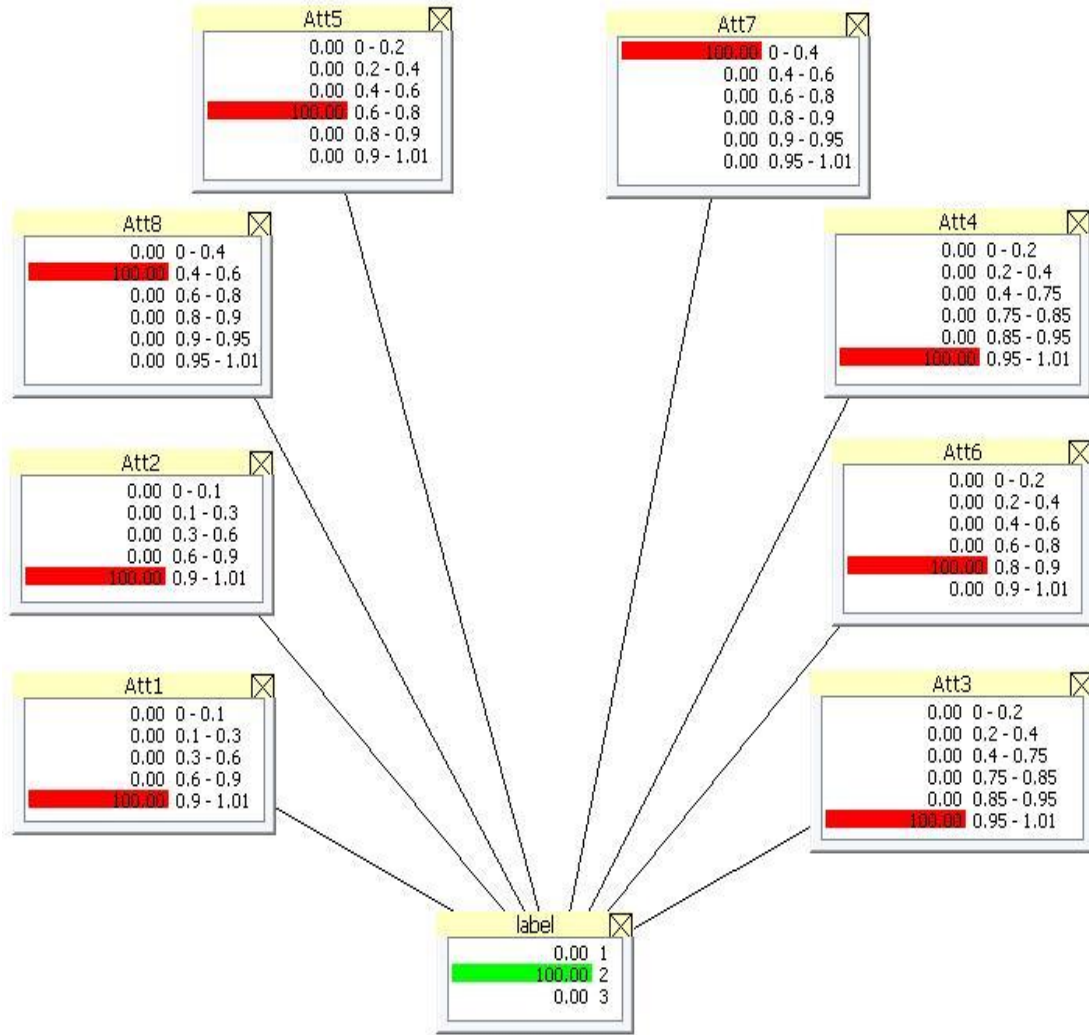 Att5
0.00 0 - 0.2
0.00 0.2 - 0.4
0.00 0.4 - 0.6
100.00 0.6 - 0.8
0.00 0.8 - 0.9
0.00 0.9 - 1.01
Att7
100.00 0 - 0.4
0.00 0.4 - 0.6
0.00 0.6 - 0.8
0.00 0.8 - 0.9
0.00 0.9 - 0.95
0.00 0.95 - 1.01
Att8
0.00 0 - 0.4
100.00 0.4 - 0.6
0.00 0.6 - 0.8
0.00 0.8 - 0.9
0.00 0.9 - 0.95
0.00 0.95 - 1.01
Att4
0.00 0 - 0.2
0.00 0.2 - 0.4
0.00 0.4 - 0.75
0.00 0.75 - 0.85
0.00 0.85 - 0.95
100.00 0.95 - 1.01
Att2
0.00 0 - 0.1
0.00 0.1 - 0.3
0.00 0.3 - 0.6
0.00 0.6 - 0.9
100.00 0.9 - 1.01
Att6
0.00 0 - 0.2
0.00 0.2 - 0.4
0.00 0.4 - 0.6
0.00 0.6 - 0.8
100.00 0.8 - 0.9
0.00 0.9 - 1.01
Att1
0.00 0 - 0.1
0.00 0.1 - 0.3
0.00 0.3 - 0.6
0.00 0.6 - 0.9
100.00 0.9 - 1.01
Att3
0.00 0 - 0.2
0.00 0.2 - 0.4
0.00 0.4 - 0.75
0.00 0.75 - 0.85
0.00 0.85 - 0.95
100.00 0.95 - 1.01
label
0.00 1
100.00 2
0.00 3